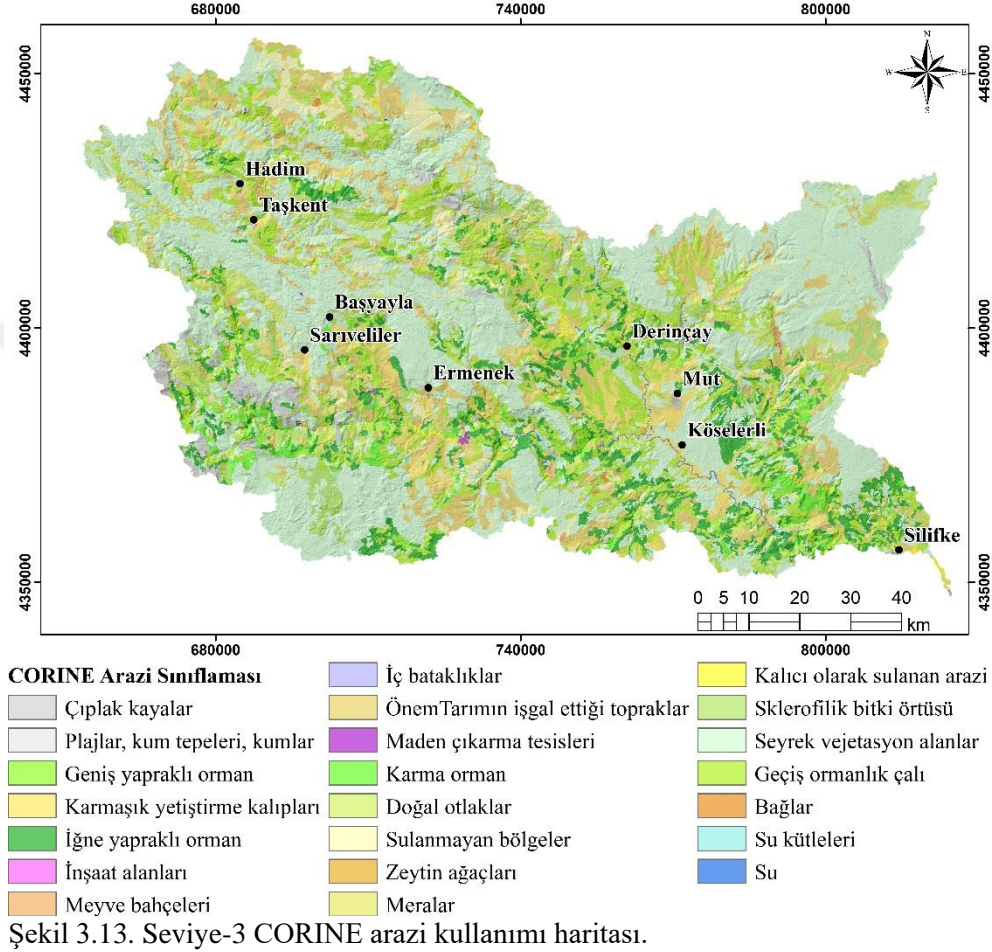 680000 740000 800000
4450000 4450000
N
W E
S
Hadim
Taşkent
Başvayla
4400000 4400000
Sarıveliler
Derinçay
Ermenek
Mut
Köselerli
Silifke
4350000 4350000
0 5 10 20 30 40
km
680000 740000 800000
CORINE Arazi Sınıflaması
Çıplak kayalar
Plajlar, kum tepeleri, kumlar
Geniş yapraklı orman
Karmaşık yetiştirme kalıpları
İğne yapraklı orman
İnşaat alanları
Meyve bahçeleri
İç bataklıklar
ÖnemTarımın işgal ettiği topraklar
Maden çıkarma tesisleri
Karma orman
Doğal otlaklar
Sulanmayan bölgeler
Zeytin ağaçları
Meralar
Kalıcı olarak sulanan arazi
Sklerofilik bitki örtüsü
Seyrek vejetasyon alanlar
Geçiş ormanlık çalı
Bağlar
Su kütleleri
Su
Şekil 3.13. Seviye-3 CORINE arazi kullanımı haritası.